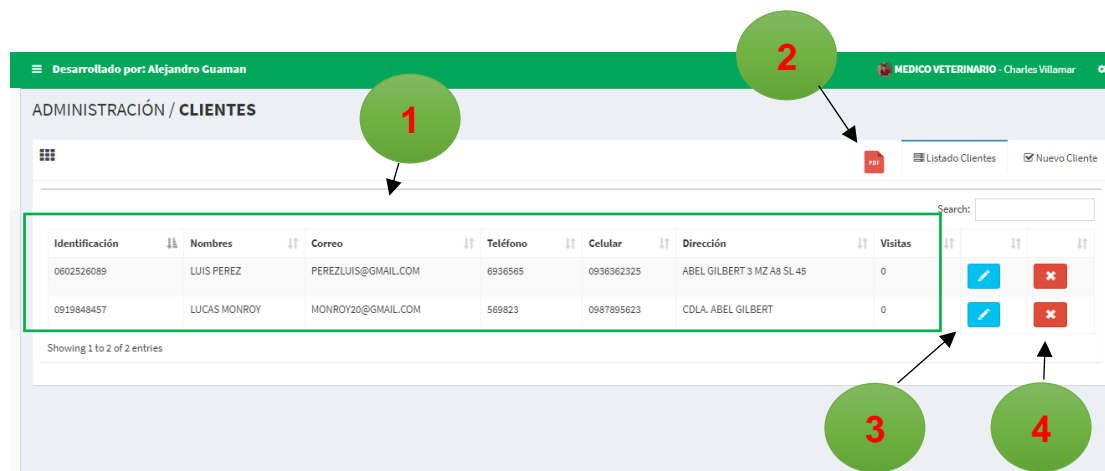 2
Desarrollado por: Alejandro Guaman
MEDICO VETERINARIO - Charles Villamar
ADMINISTRACIÓN / CLIENTES
1
PDF
Listado Clientes
Nuevo Cliente
Search:
Identificación Nombres Correo Teléfono Celular Dirección Visitas
0602526089 LUIS PEREZ PEREZLUIS@GMAIL.COM 6936565 0936362325 ABEL GILBERT 3 MZ A8 SL 45 0
0919848457 LUCAS MONROY MONROY20@GMAIL.COM 569823 0987895623 CDLA. ABEL GILBERT 0
Showing 1 to 2 of 2 entries
3
4